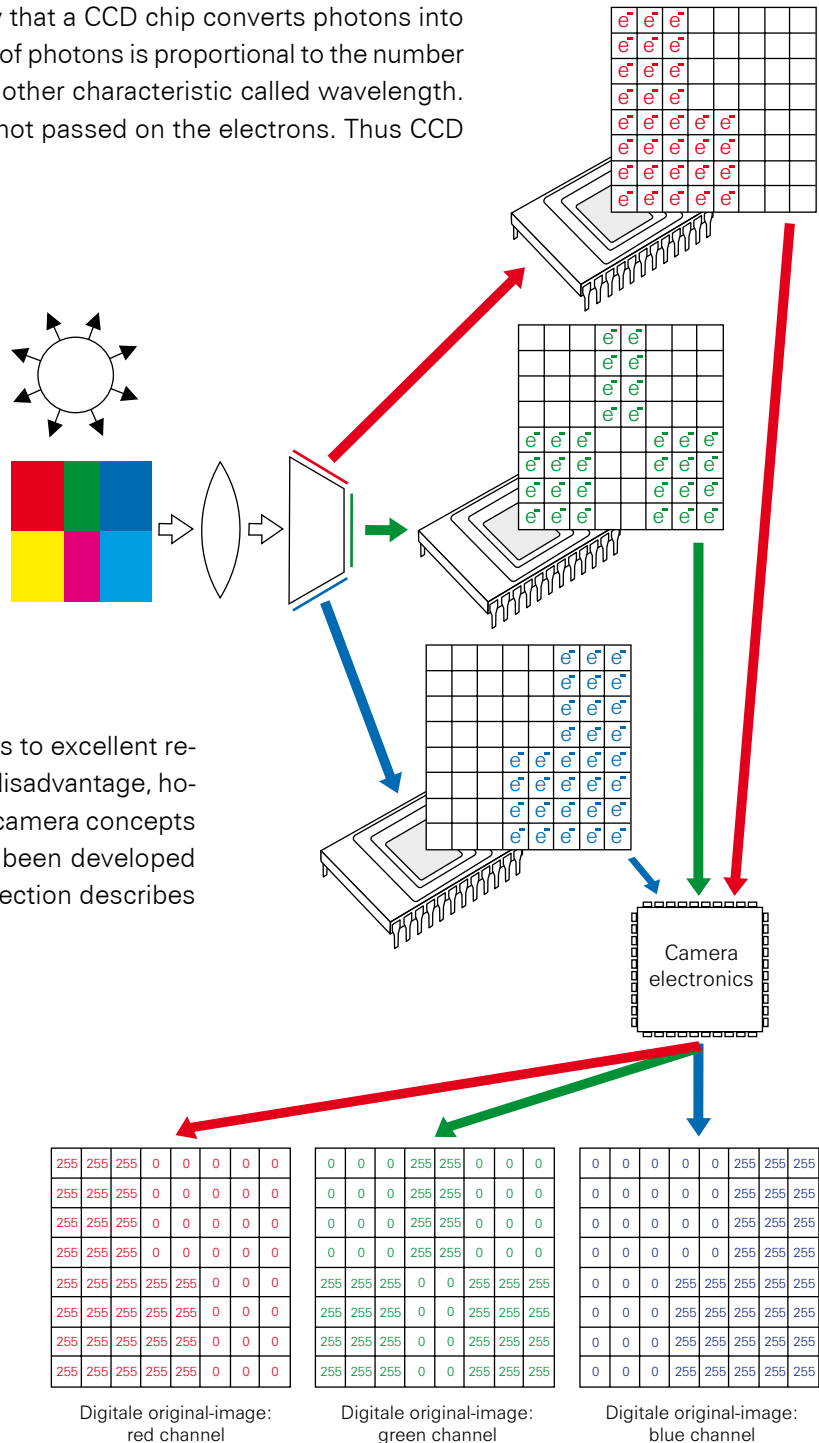 y that a CCD chip converts photons into
of photons is proportional to the number
other characteristic called wavelength.
not passed on the electrons. Thus CCD
e- e- e-
e- e- e-
e- e- e-
e- e- e-
e- e- e- e- e-
e- e- e- e- e-
e- e- e- e- e-
e- e- e- e- e-
e- e-
e- e-
e- e-
e- e-
e- e- e- e- e- e-
e- e- e- e- e- e-
e- e- e- e- e- e-
e- e- e- e- e- e-
e- e- e-
e- e- e-
e- e- e-
e- e- e-
e- e- e- e- e-
e- e- e- e- e-
e- e- e- e- e-
e- e- e- e- e-
s to excellent re-
disadvantage, ho-
camera concepts
been developed
ection describes
Camera
electronics
255 255 255 0 0 0 0 0
255 255 255 0 0 0 0 0
255 255 255 0 0 0 0 0
255 255 255 0 0 0 0 0
255 255 255 255 255 0 0 0
255 255 255 255 255 0 0 0
255 255 255 255 255 0 0 0
255 255 255 255 255 0 0 0
Digitale original-image:
red channel
0 0 0 255 255 0 0 0
0 0 0 255 255 0 0 0
0 0 0 255 255 0 0 0
0 0 0 255 255 0 0 0
255 255 255 0 0 255 255 255
255 255 255 0 0 255 255 255
255 255 255 0 0 255 255 255
255 255 255 0 0 255 255 255
Digitale original-image:
green channel
0 0 0 0 0 255 255 255
0 0 0 0 0 255 255 255
0 0 0 0 0 255 255 255
0 0 0 0 0 255 255 255
0 0 0 255 255 255 255 255
0 0 0 255 255 255 255 255
0 0 0 255 255 255 255 255
0 0 0 255 255 255 255 255
Digitale original-image:
blue channel